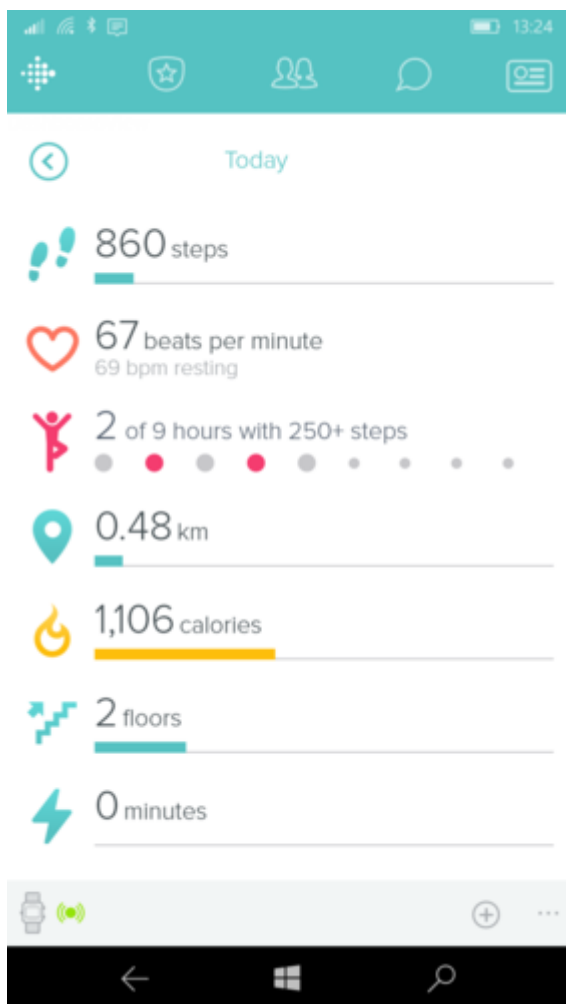 13:24
Today
860 steps
67 beats per minute
69 bpm resting
2 of 9 hours with 250+ steps
0.48 km
1,106 calories
2 floors
0 minutes